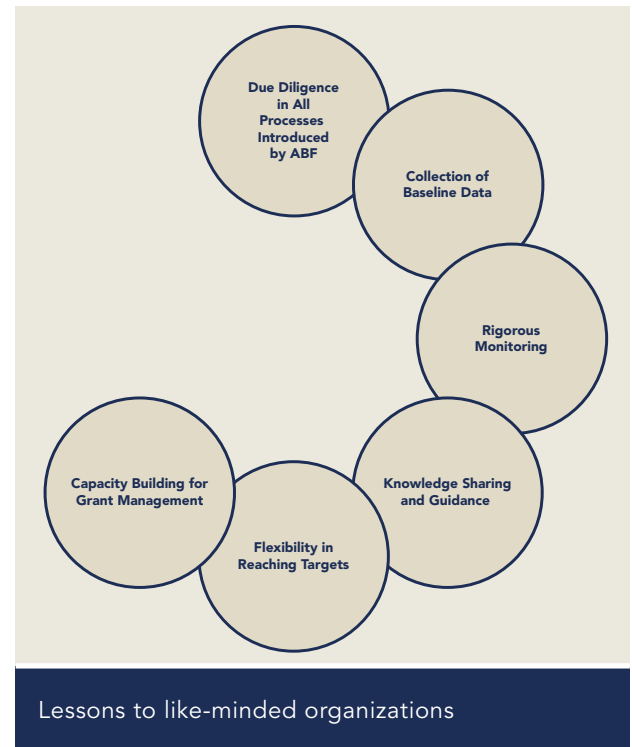 Due Diligence
in All
Processes
Introduced
by ABF
Collection of
Baseline Data
Rigorous
Monitoring
Knowledge Sharing
and Guidance
Flexibility in
Reaching Targets
Capacity Building for
Grant Management
Lessons to like-minded organizations